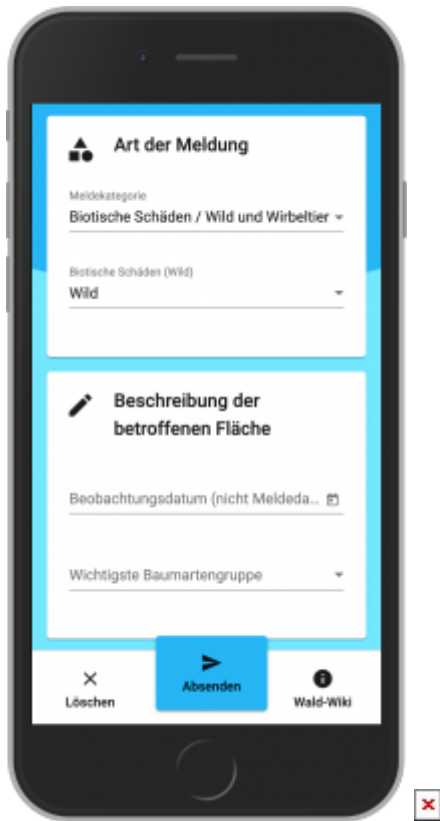 Art der Meldung
Meldekategorie
Biotische Schäden / Wild und Wirbeltier
Biotische Schäden (Wild)
Wild
Beschreibung der
betroffenen Fläche
Beobachtungsdatum (nicht Meldeda...
Wichtigste Baumartengruppe
Löschen
Absenden
Wald-Wiki